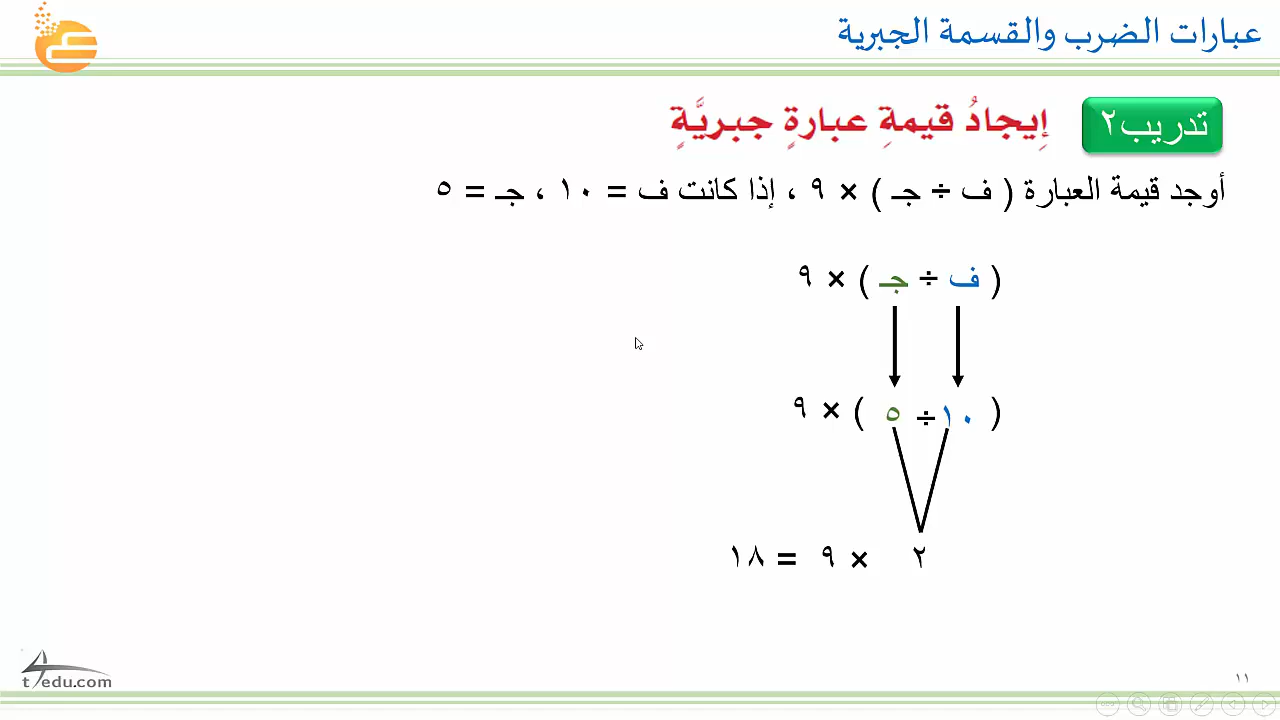 عبارات الضرب والقسمة الجبرية
تدريب٢ إِيجادُ قيمةِ عبارةٍ جبريَّةٍ
أوجد قيمة العبارة ( ف ÷ جـ ) × ٩ ، إذا كانت ف = ١٠ ، جـ = ٥
( ف ÷ جـ ) × ٩
( ١٠ ÷ ٥ ) × ٩
٢ × ٩ = ١٨
t4edu.com
١١